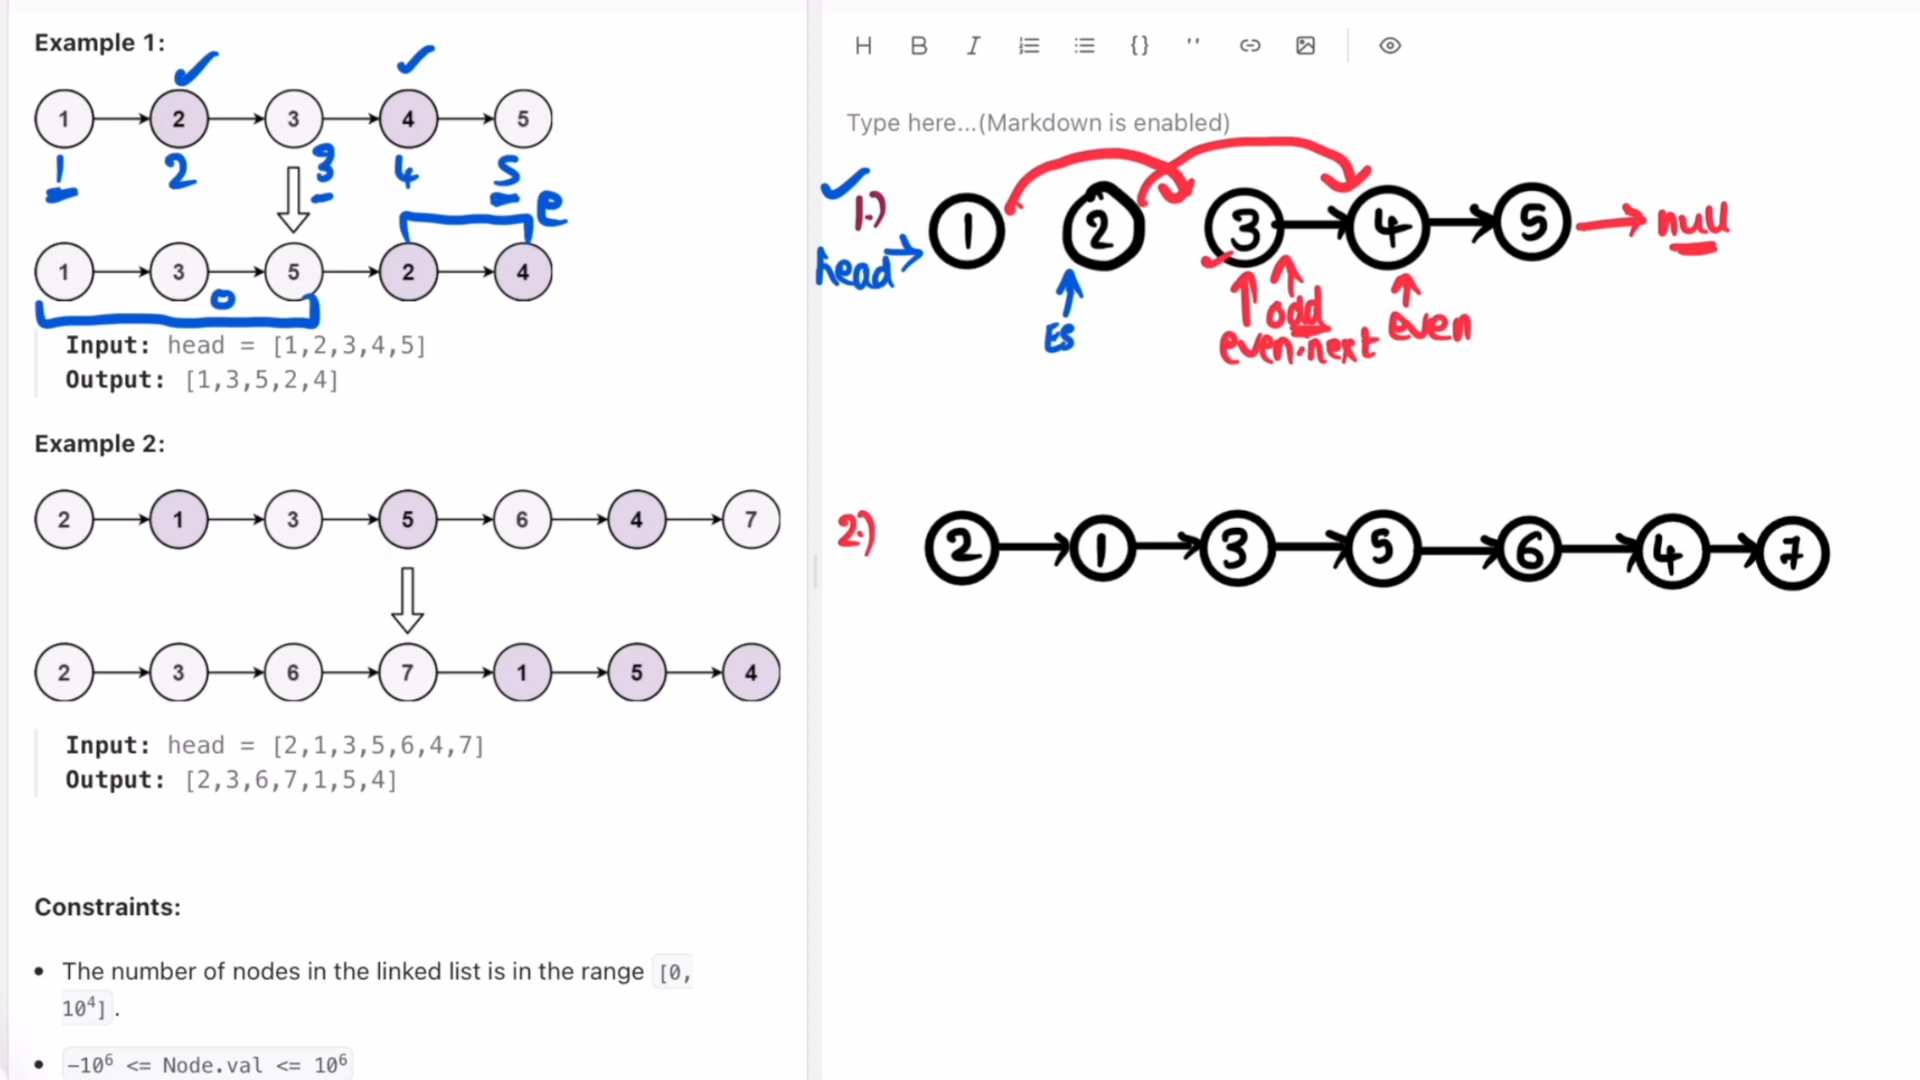 Example 1:
1 2 3 4 5
1 2 3 4 5
e
1 3 5 2 4
o
Input: head = [1,2,3,4,5]
Output: [1,3,5,2,4]
Example 2:
2 1 3 5 6 4 7
2 3 6 7 1 5 4
Input: head = [2,1,3,5,6,4,7]
Output: [2,3,6,7,1,5,4]
Constraints:
• The number of nodes in the linked list is in the range [0,
10⁴].
• −10⁶ <= Node.val <= 10⁶
H B I {} ''
Type here...(Markdown is enabled)
1.)
1 2 3 4 5 null
head
ES
odd
even
even.next
2.)
2 1 3 5 6 4 7